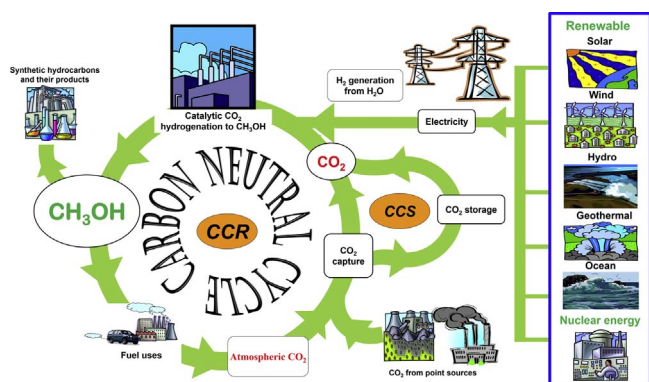 Renewable
Solar
Wind
Hydro
Geothermal
Ocean
Nuclear energy
Synthetic hydrocarbons
and their products
Catalytic CO₂
hydrogenation to CH₃OH
H₂ generation
from H₂O
Electricity
CO₂
CH₃OH
CARBON NEUTRAL CYCLE
CCR
CCS
CO₂ storage
CO₂
capture
Fuel uses
Atmospheric CO₂
CO₂ from point sources